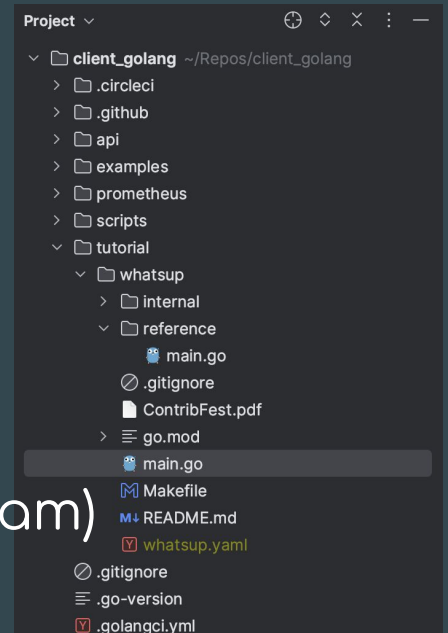 Project
client_golang ~/Repos/client_golang
.circleci
.github
api
examples
prometheus
scripts
tutorial
whatsup
internal
reference
main.go
.gitignore
ContribFest.pdf
go.mod
main.go
am)
Makefile
M↓ README.md
Y whatsup.yaml
.gitignore
.go-version
Y .golangci.yml